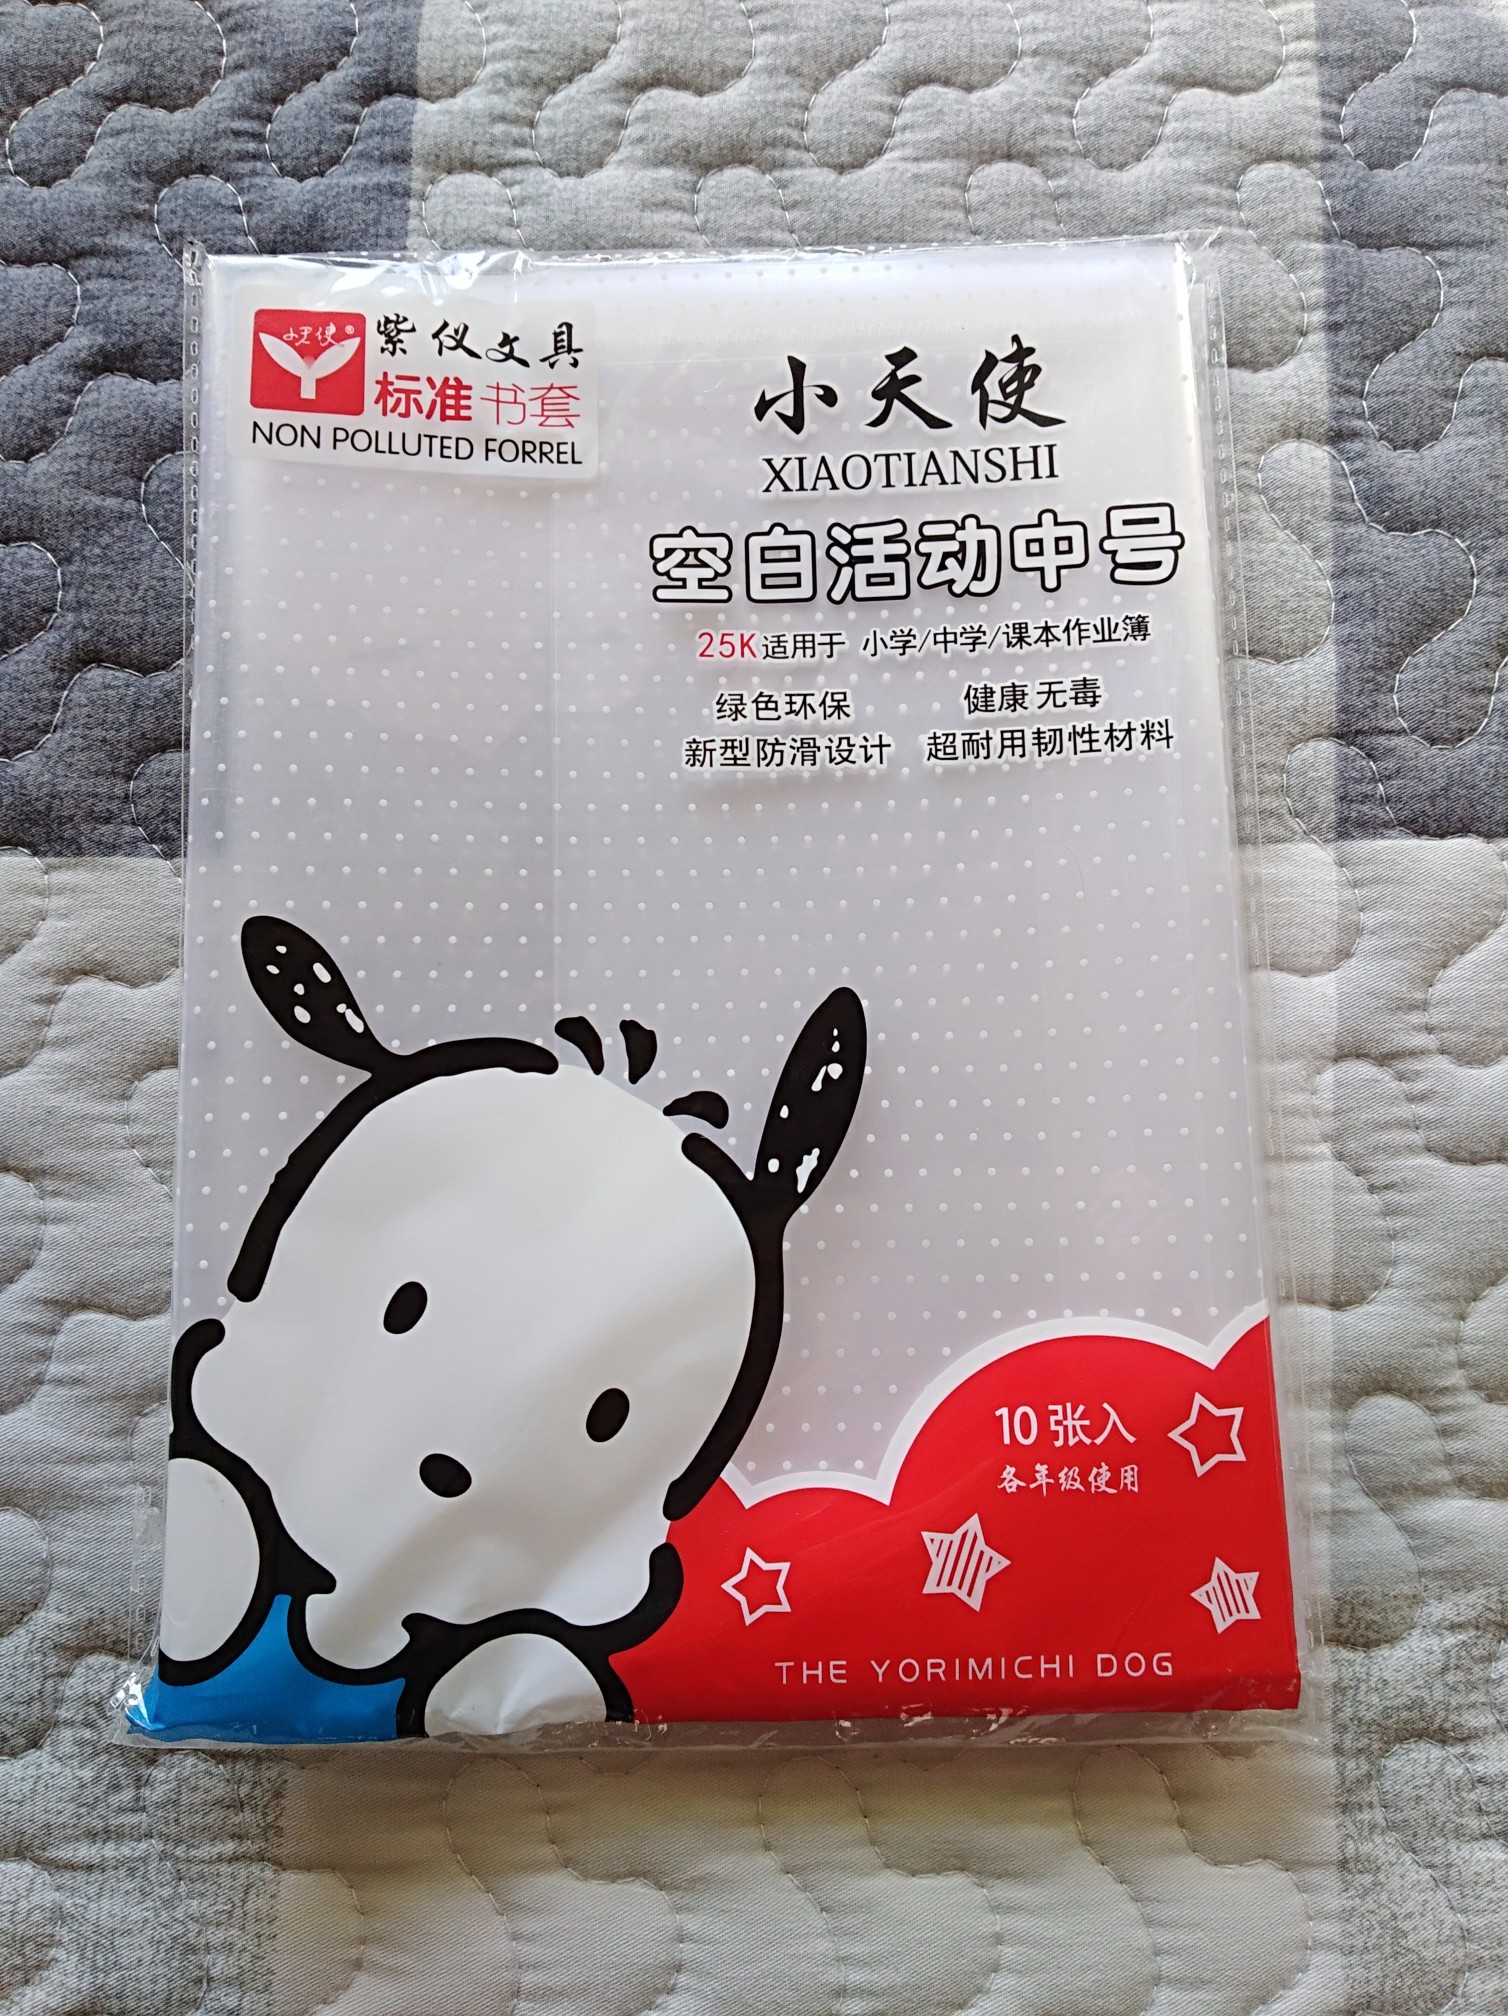 小天使®
紫仪文具
标准书套
NON POLLUTED FORREL
小天使
XIAOTIANSHI
空白活动中号
25K适用于 小学/中学/课本作业簿
绿色环保 健康无毒
新型防滑设计 超耐用韧性材料
10张入
各年级使用
THE YORIMICHI DOG